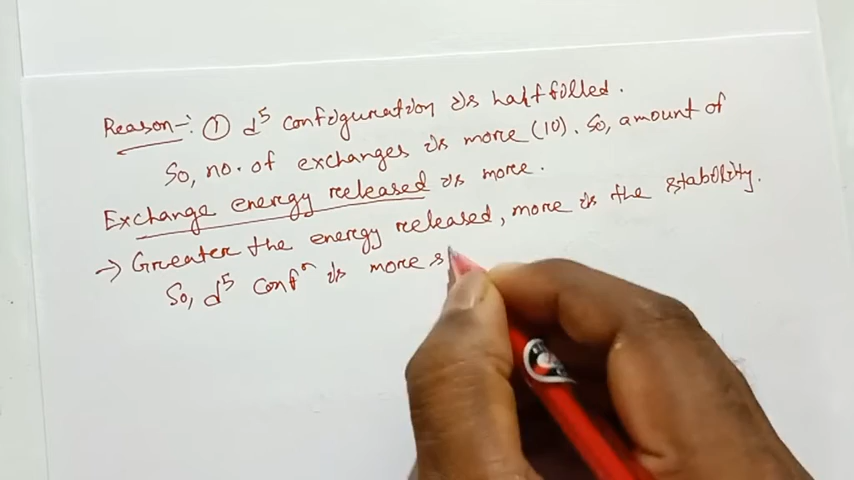 Reason-: ① d⁵ configuration is half filled.
So, no. of exchanges is more (10). So, amount of
Exchange energy released is more.
→ Greater the energy released, more is the stability.
So, d⁵ confⁿ is more s